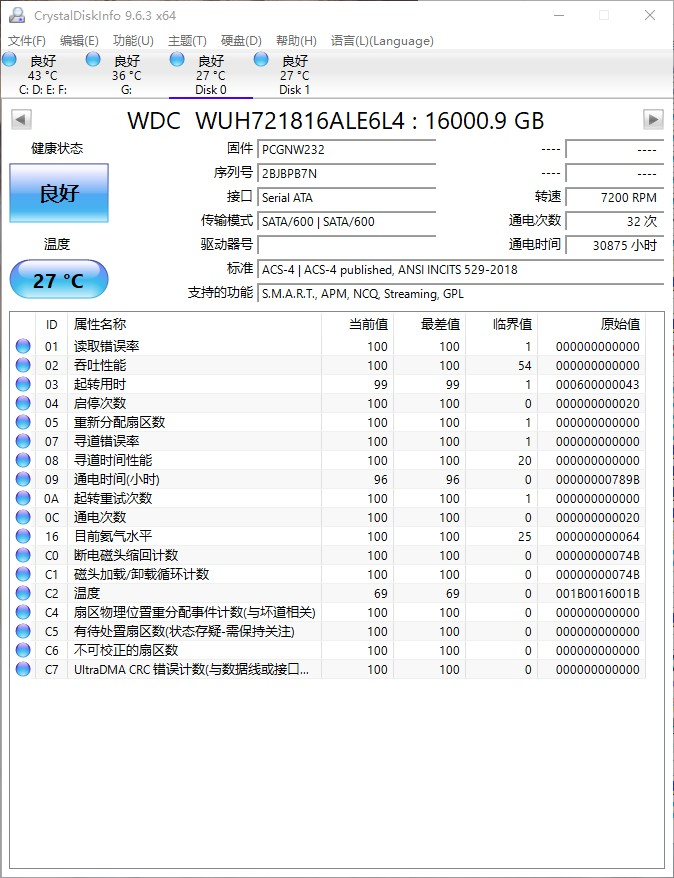 CrystalDiskInfo 9.6.3 x64
文件(F) 编辑(E) 功能(U) 主题(T) 硬盘(D) 帮助(H) 语言(L)(Language)
良好 良好 良好 良好
43 °C 36 °C 27 °C 27 °C
C: D: E: F: G: Disk 0 Disk 1
WDC WUH721816ALE6L4 : 16000.9 GB
健康状态 固件 PCGNW232 ---- ----
良好 序列号 2BJBPB7N ---- ----
接口 Serial ATA 转速 7200 RPM
传输模式 SATA/600 | SATA/600 通电次数 32 次
温度 驱动器号 通电时间 30875 小时
27 °C 标准 ACS-4 | ACS-4 published, ANSI INCITS 529-2018
支持的功能 S.M.A.R.T., APM, NCQ, Streaming, GPL
ID 属性名称 当前值 最差值 临界值 原始值
01 读取错误率 100 100 1 000000000000
02 吞吐性能 100 100 54 000000000000
03 起转用时 99 99 1 000600000043
04 启停次数 100 100 0 000000000020
05 重新分配扇区数 100 100 1 000000000000
07 寻道错误率 100 100 1 000000000000
08 寻道时间性能 100 100 20 000000000000
09 通电时间(小时) 96 96 0 00000000789B
0A 起转重试次数 100 100 1 000000000000
0C 通电次数 100 100 0 000000000020
16 目前氦气水平 100 100 25 000000000064
C0 断电磁头缩回计数 100 100 0 00000000074B
C1 磁头加载/卸载循环计数 100 100 0 00000000074B
C2 温度 69 69 0 001B0016001B
C4 扇区物理位置重分配事件计数(与坏道相关) 100 100 0 000000000000
C5 有待处置扇区数(状态存疑-需保持关注) 100 100 0 000000000000
C6 不可校正的扇区数 100 100 0 000000000000
C7 UltraDMA CRC 错误计数(与数据线或接口... 100 100 0 000000000000